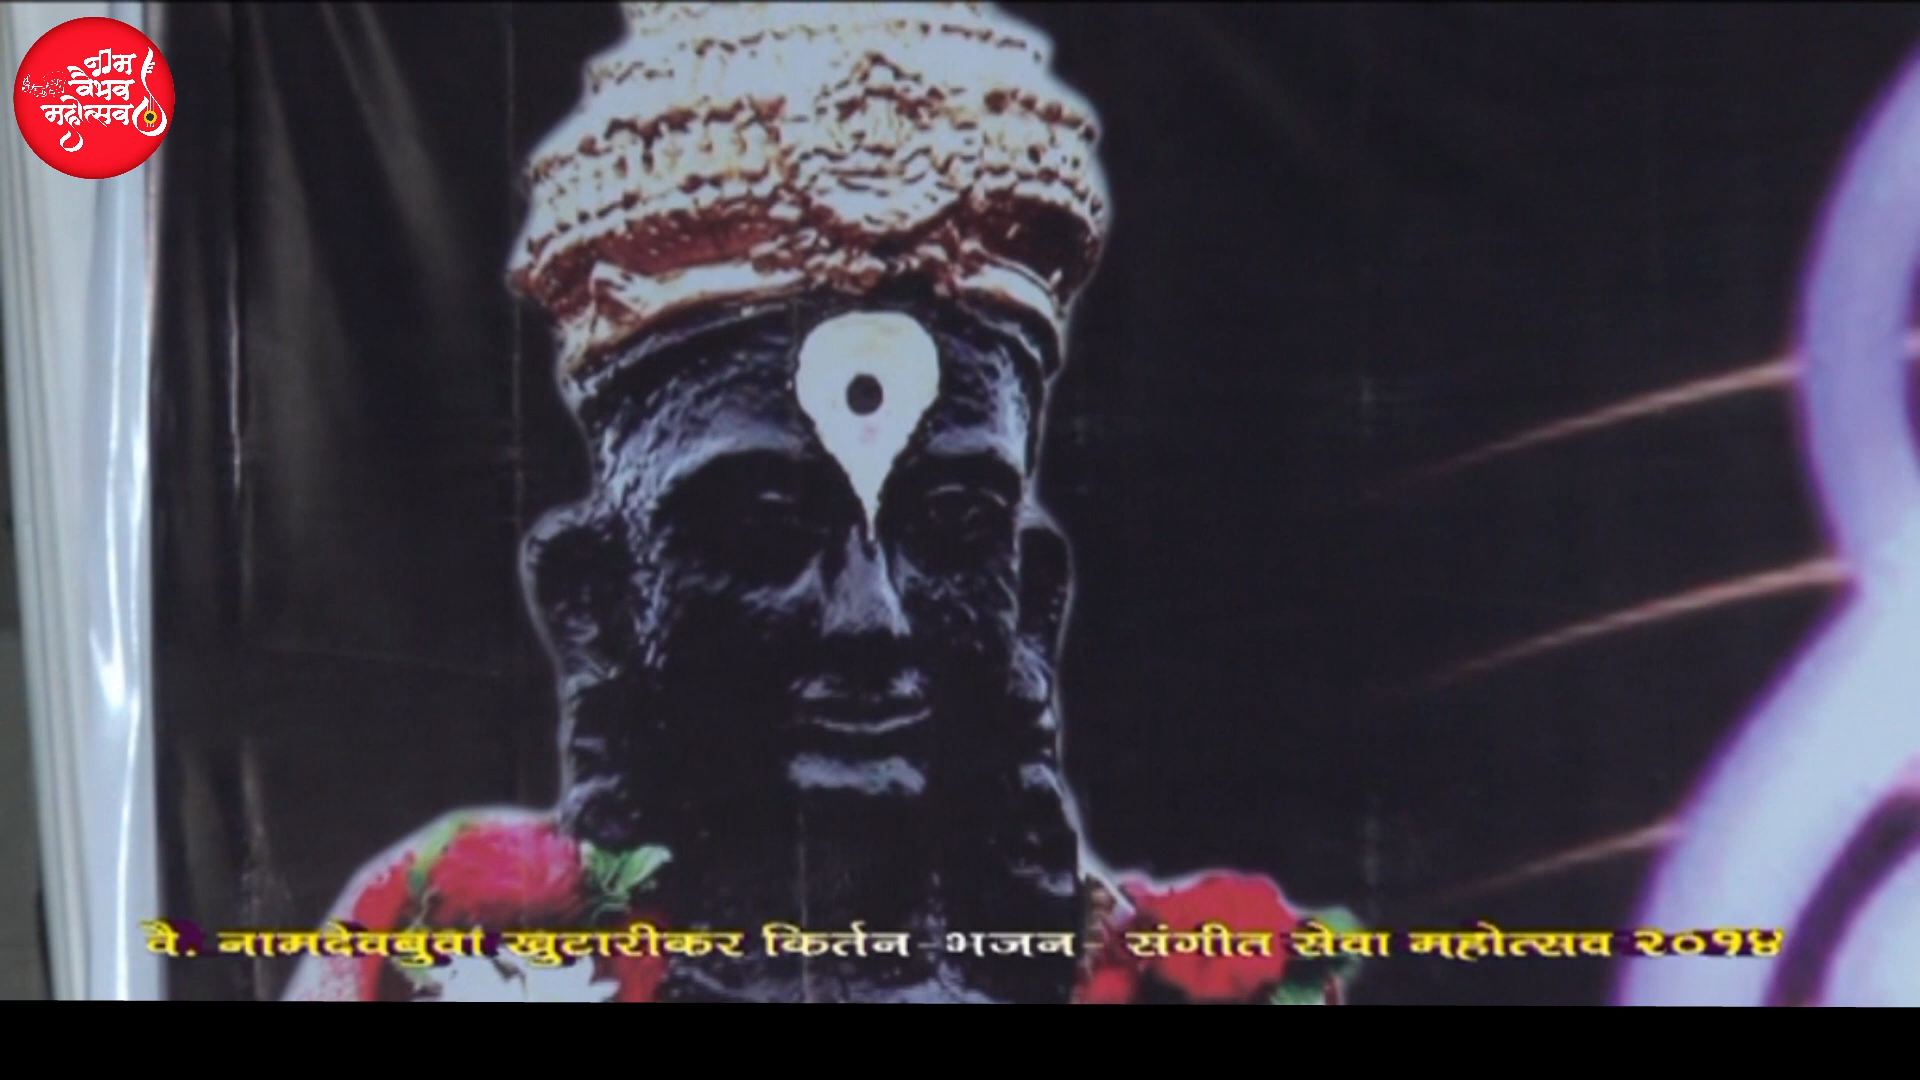 नाम
वैभव
महोत्सव
वै. नामदेवबुवा खुटारीकर किर्तन - भजन - संगीत सेवा महोत्सव २०१४